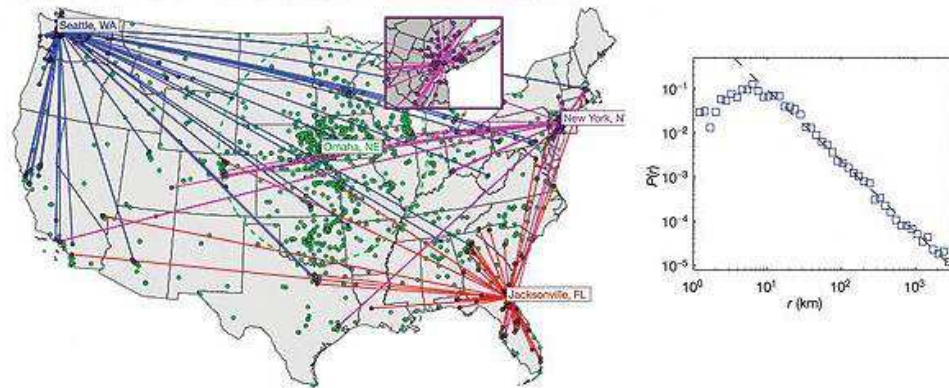 Seattle, WA
New York, N
Omaha, NE
Jacksonville, FL
P(r)
10⁻¹
10⁻²
10⁻³
10⁻⁴
10⁻⁵
10⁰ 10¹ 10² 10³
r (km)